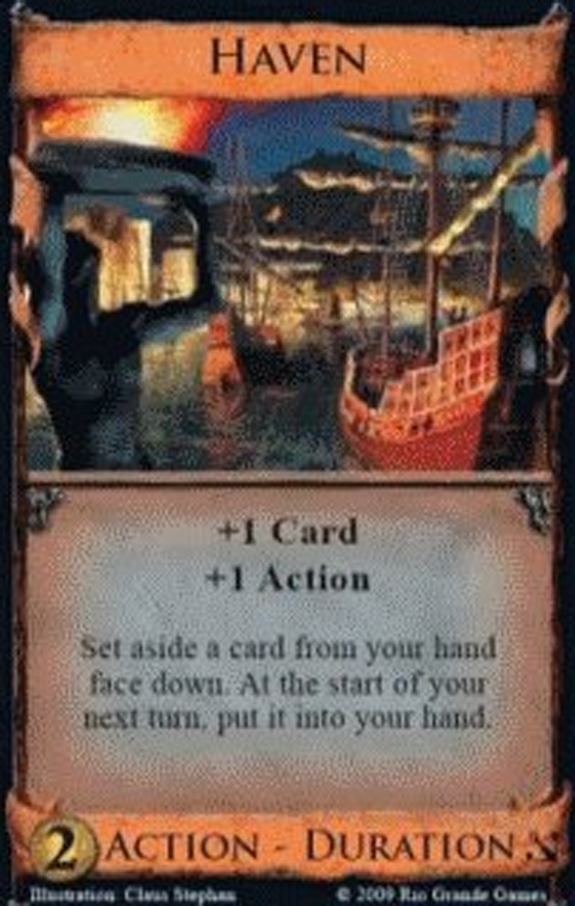 HAVEN
+1 Card
+1 Action
Set aside a card from your hand
face down. At the start of your
next turn, put it into your hand.
2 ACTION - DURATION
Illustration: Claus Stephan © 2009 Rio Grande Games